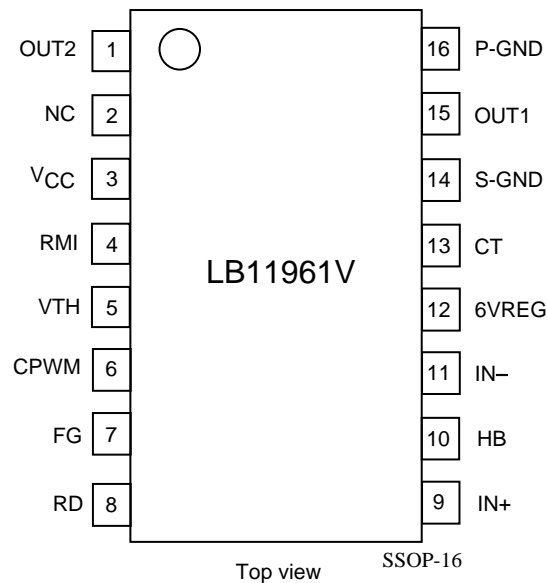 OUT2 1 16 P-GND
NC 2 15 OUT1
VCC 3 14 S-GND
RMI 4 13 CT
LB11961V
VTH 5 12 6VREG
CPWM 6 11 IN–
FG 7 10 HB
RD 8 9 IN+
Top view SSOP-16